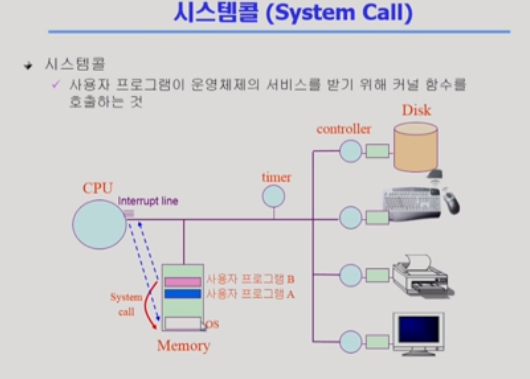 시스템콜 (System Call)
시스템콜
✓ 사용자 프로그램이 운영체제의 서비스를 받기 위해 커널 함수를
호출하는 것
Disk
controller
timer
CPU
Interrupt line
사용자 프로그램 B
사용자 프로그램 A
System
call
OS
Memory